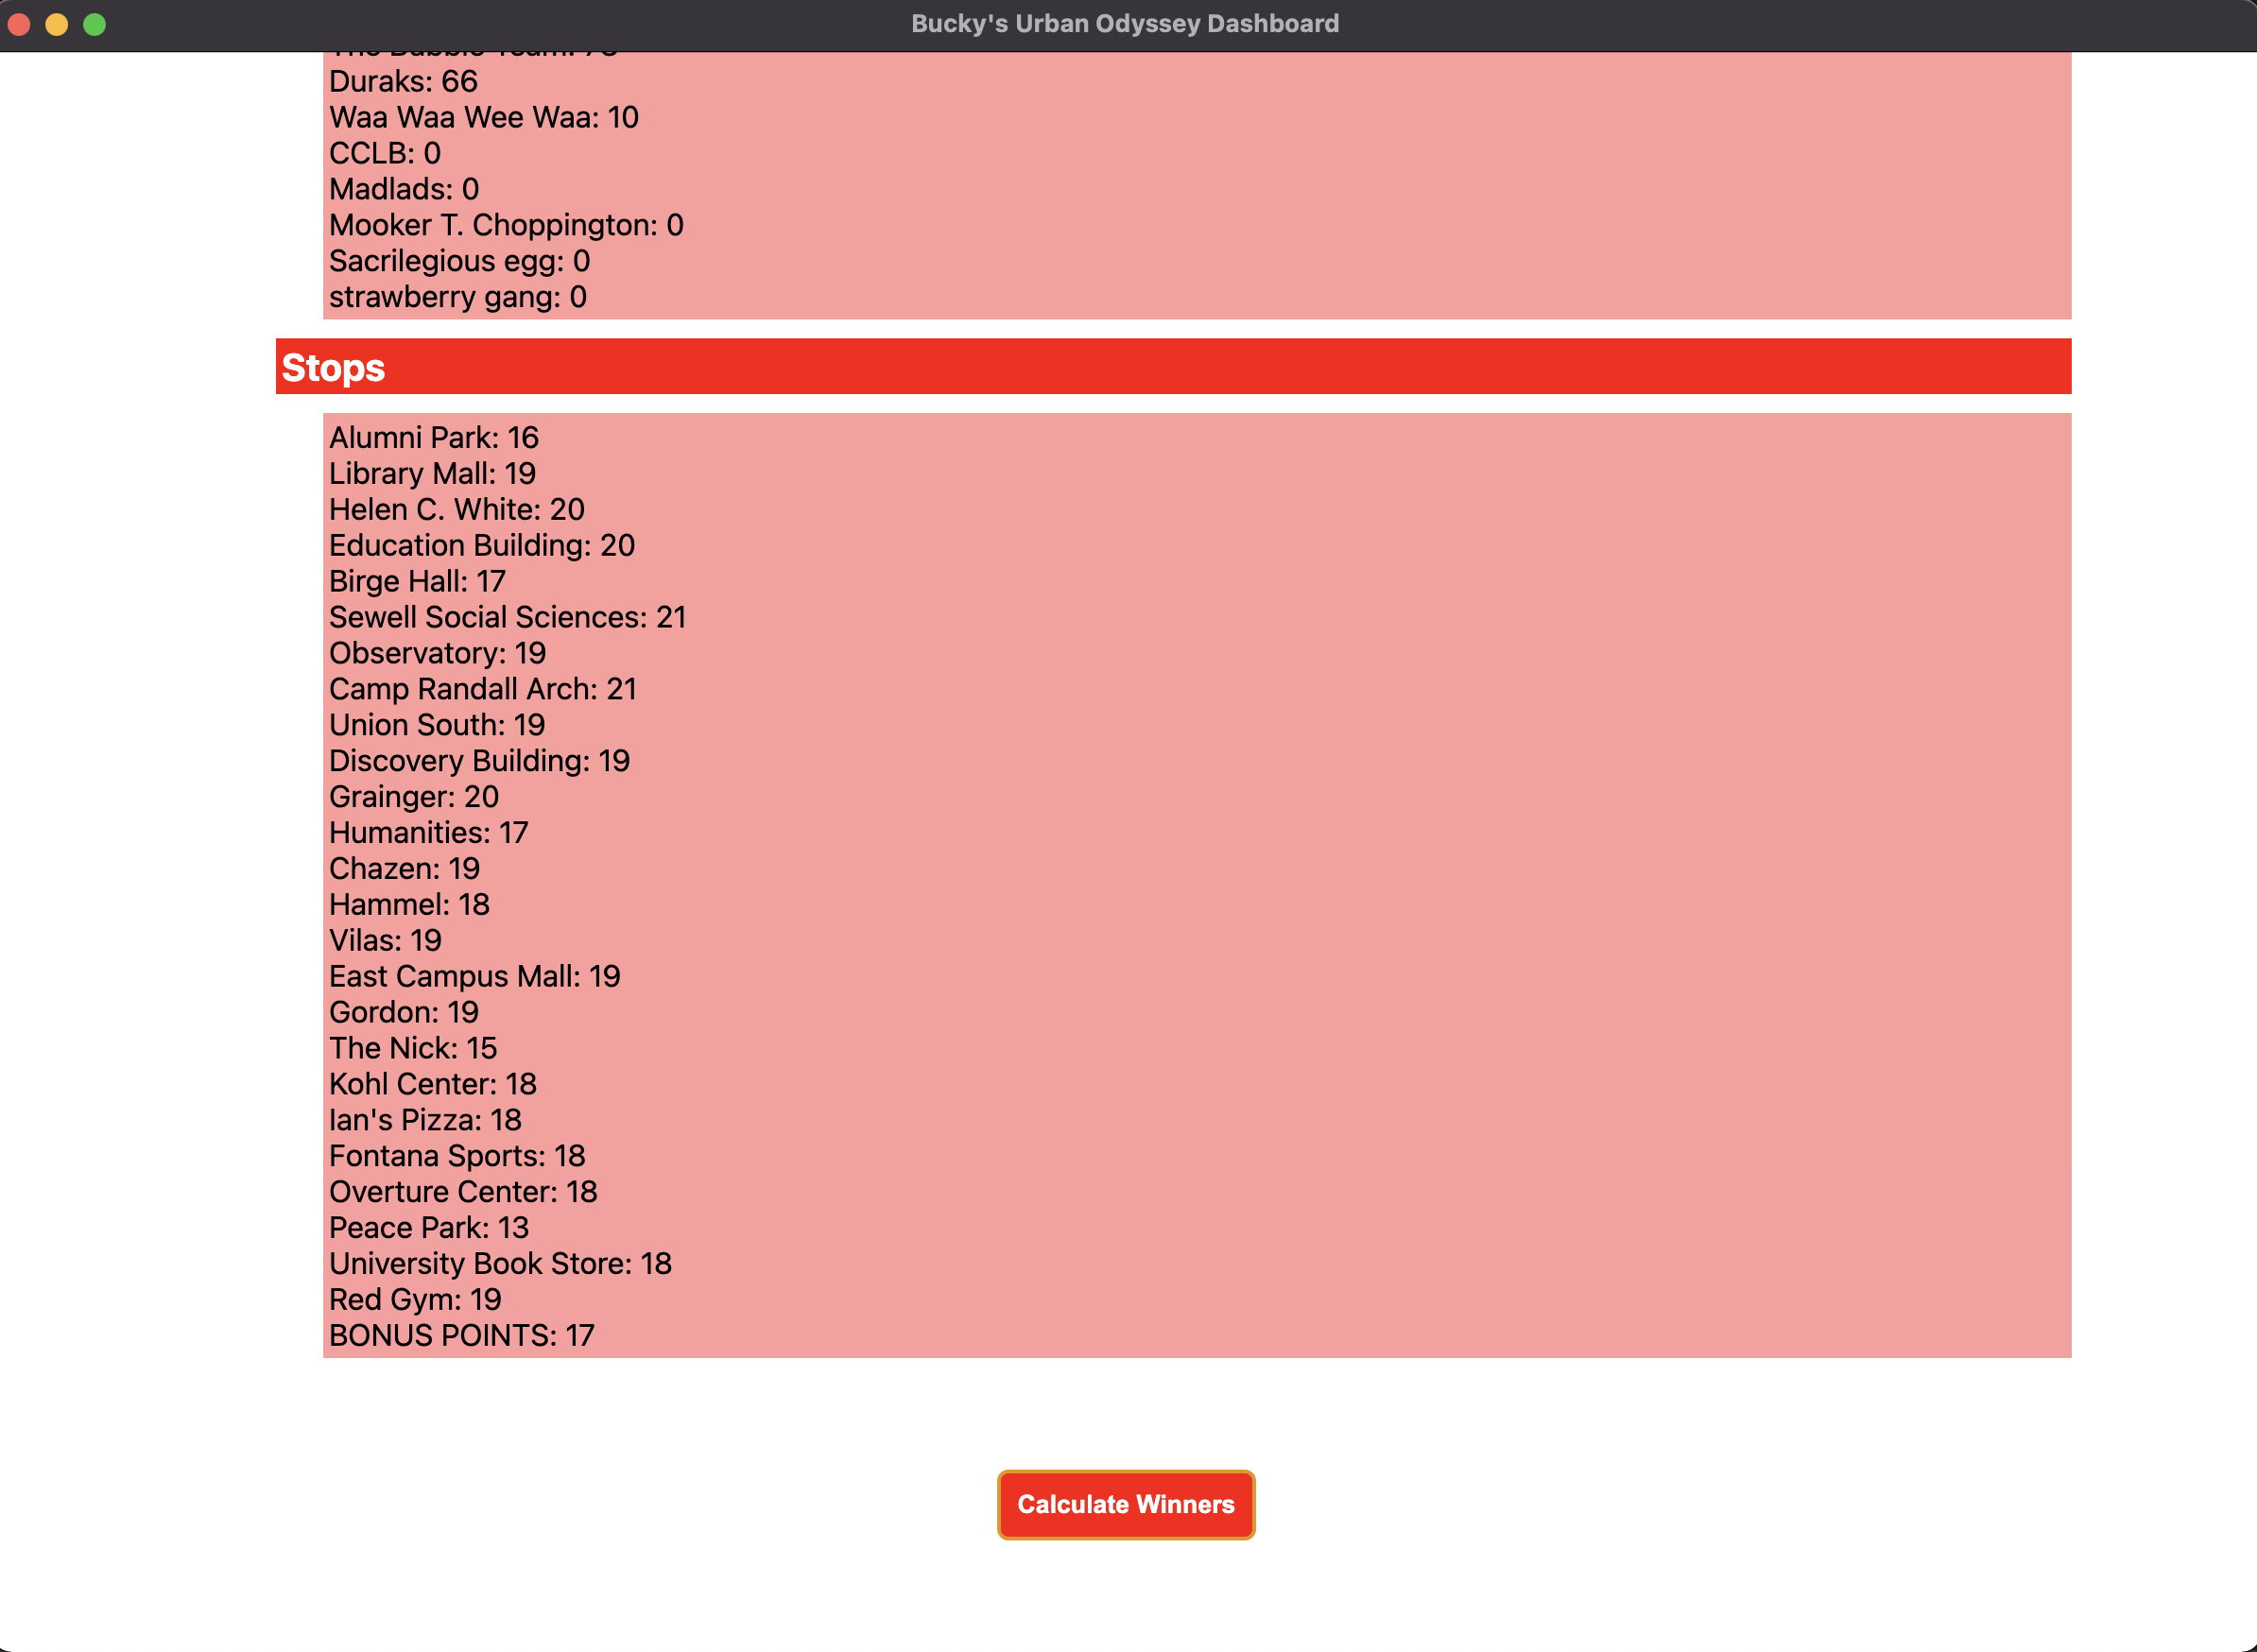 Bucky's Urban Odyssey Dashboard
Duraks: 66
Waa Waa Wee Waa: 10
CCLB: 0
Madlads: 0
Mooker T. Choppington: 0
Sacrilegious egg: 0
strawberry gang: 0
Stops
Alumni Park: 16
Library Mall: 19
Helen C. White: 20
Education Building: 20
Birge Hall: 17
Sewell Social Sciences: 21
Observatory: 19
Camp Randall Arch: 21
Union South: 19
Discovery Building: 19
Grainger: 20
Humanities: 17
Chazen: 19
Hammel: 18
Vilas: 19
East Campus Mall: 19
Gordon: 19
The Nick: 15
Kohl Center: 18
Ian's Pizza: 18
Fontana Sports: 18
Overture Center: 18
Peace Park: 13
University Book Store: 18
Red Gym: 19
BONUS POINTS: 17
Calculate Winners